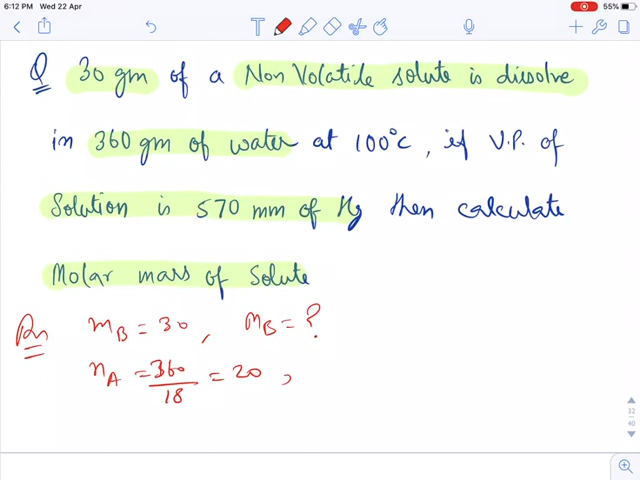 6:12 PM Wed 22 Apr
55%
Q 30 gm of a Non Volatile solute is dissolve
in 360 gm of water at 100°C, if V.P. of
Solution is 570 mm of Hg then calculate
Molar mass of Solute
mB = 30, MB = ?
nA = 360/18 = 20,
32
40